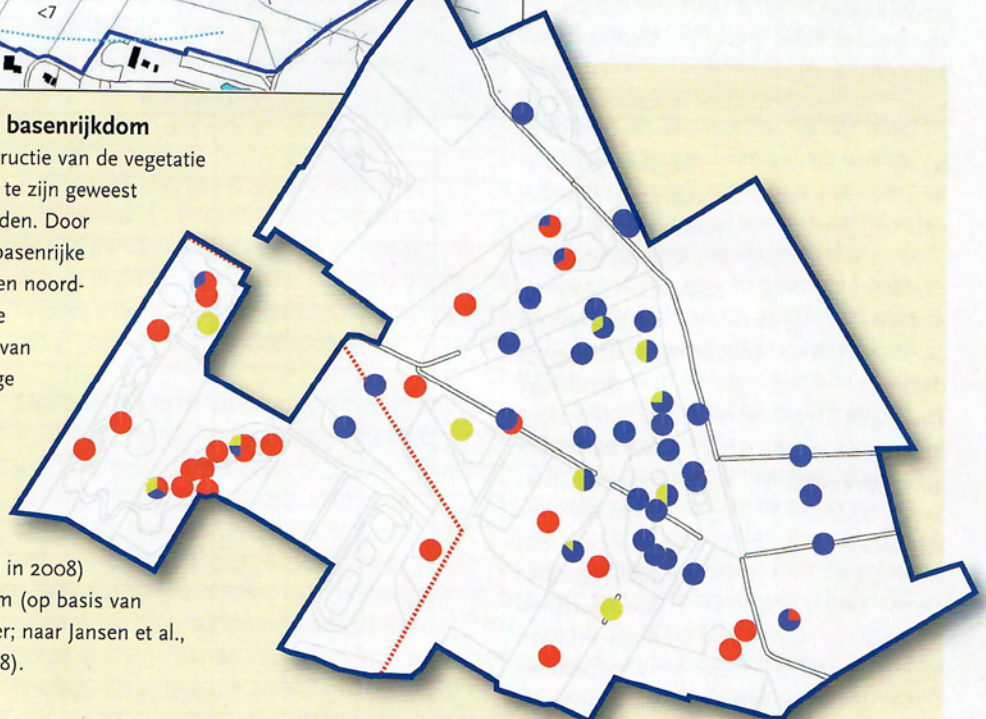 <7
basenrijkdom
ructie van de vegetatie
te zijn geweest
den. Door
basenrijke
en noord-
e
van
ge
in 2008)
m (op basis van
er; naar Jansen et al.,
8).